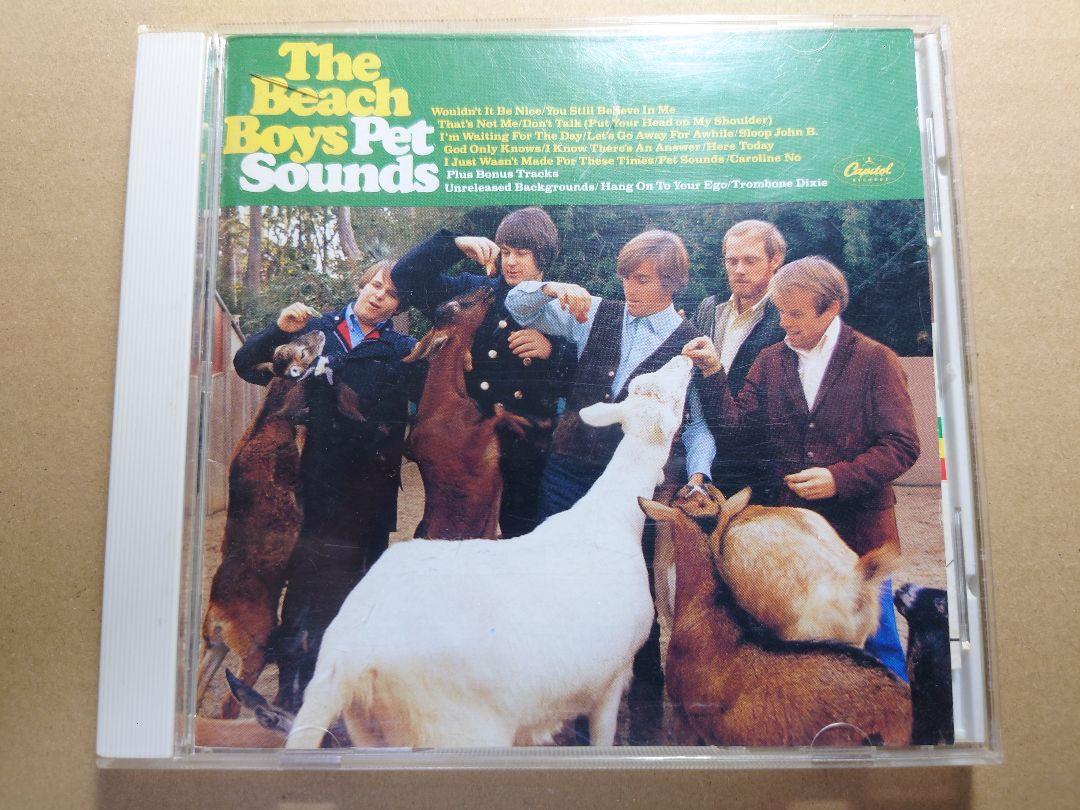 The
Beach
Boys Pet
Sounds
Wouldn't It Be Nice/You Still Believe In Me
That's Not Me/Don't Talk (Put Your Head on My Shoulder)
I'm Waiting For The Day/Let's Go Away For Awhile/Sloop John B.
God Only Knows/I Know There's An Answer/Here Today
I Just Wasn't Made For These Times/Pet Sounds/Caroline No
Plus Bonus Tracks
Unreleased Backgrounds/Hang On To Your Ego/Trombone Dixie
Capitol
RECORDS